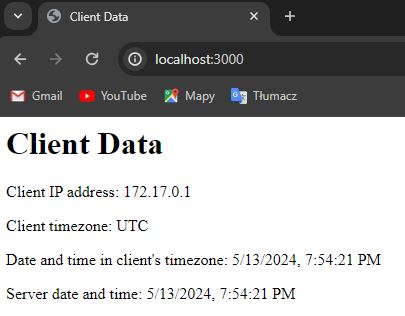 Client Data
localhost:3000
Gmail YouTube Mapy Tłumacz
Client Data
Client IP address: 172.17.0.1
Client timezone: UTC
Date and time in client's timezone: 5/13/2024, 7:54:21 PM
Server date and time: 5/13/2024, 7:54:21 PM